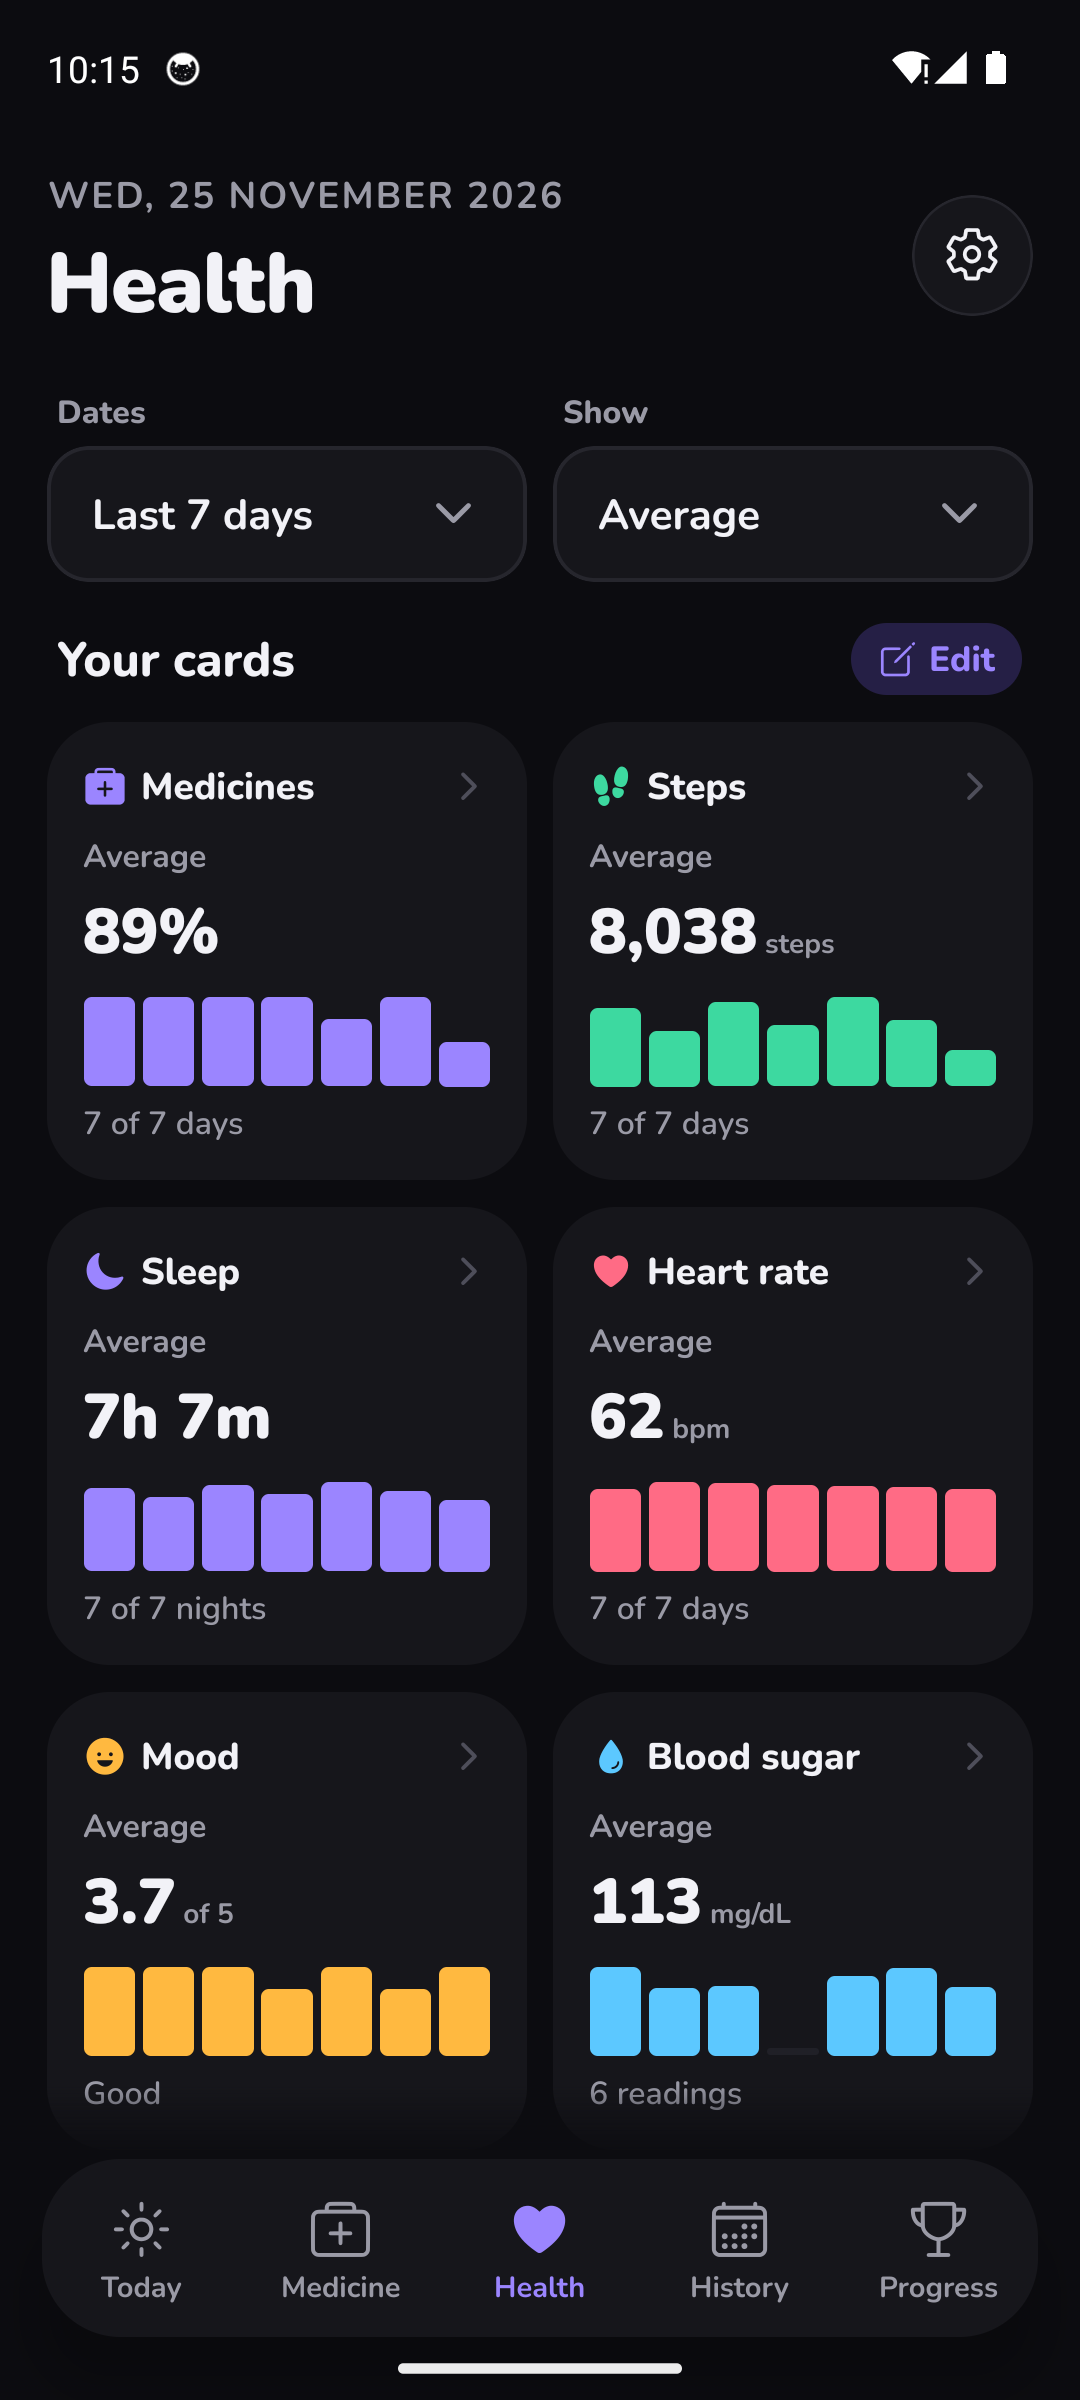 10:15
WED, 25 NOVEMBER 2026
Health
Dates
Show
Last 7 days
Average
Your cards
Edit
Medicines
Average
89%
7 of 7 days
Steps
Average
8,038 steps
7 of 7 days
Sleep
Average
7h 7m
7 of 7 nights
Heart rate
Average
62 bpm
7 of 7 days
Mood
Average
3.7 of 5
Good
Blood sugar
Average
113 mg/dL
6 readings
Today
Medicine
Health
History
Progress